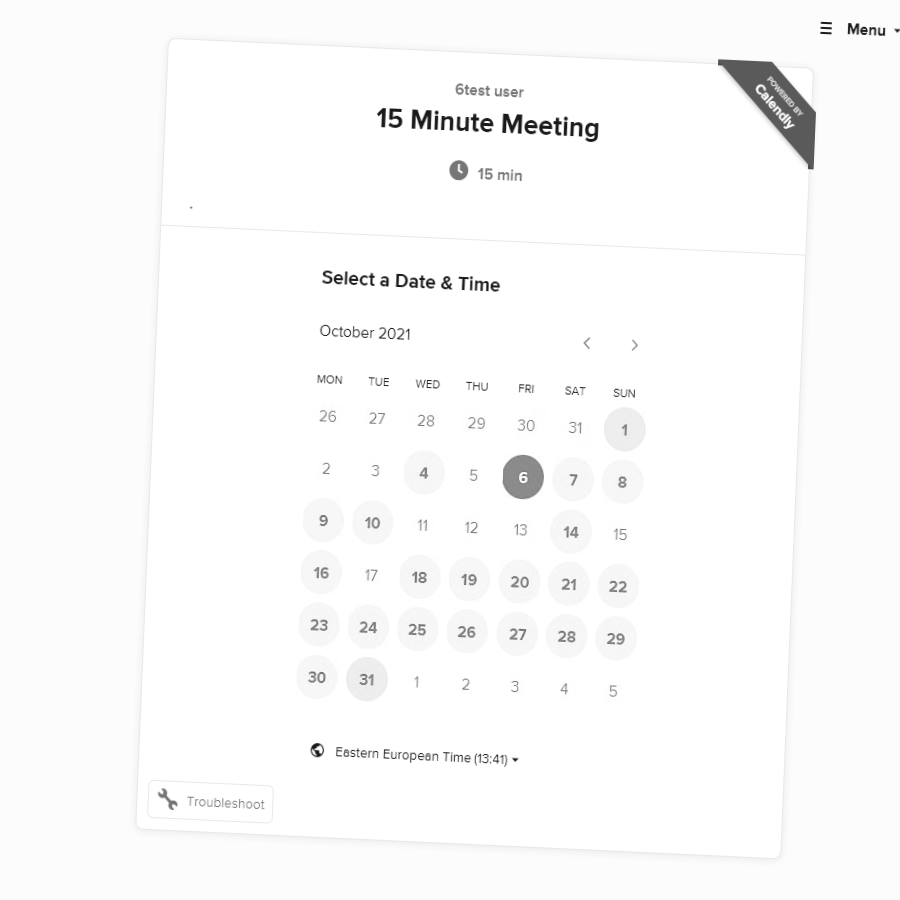 Menu
POWERED BY
Calendly
6test user
15 Minute Meeting
15 min
Select a Date & Time
October 2021
MON TUE WED THU FRI SAT SUN
26 27 28 29 30 31 1
2 3 4 5 6 7 8
9 10 11 12 13 14 15
16 17 18 19 20 21 22
23 24 25 26 27 28 29
30 31 1 2 3 4 5
Eastern European Time (13:41)
Troubleshoot